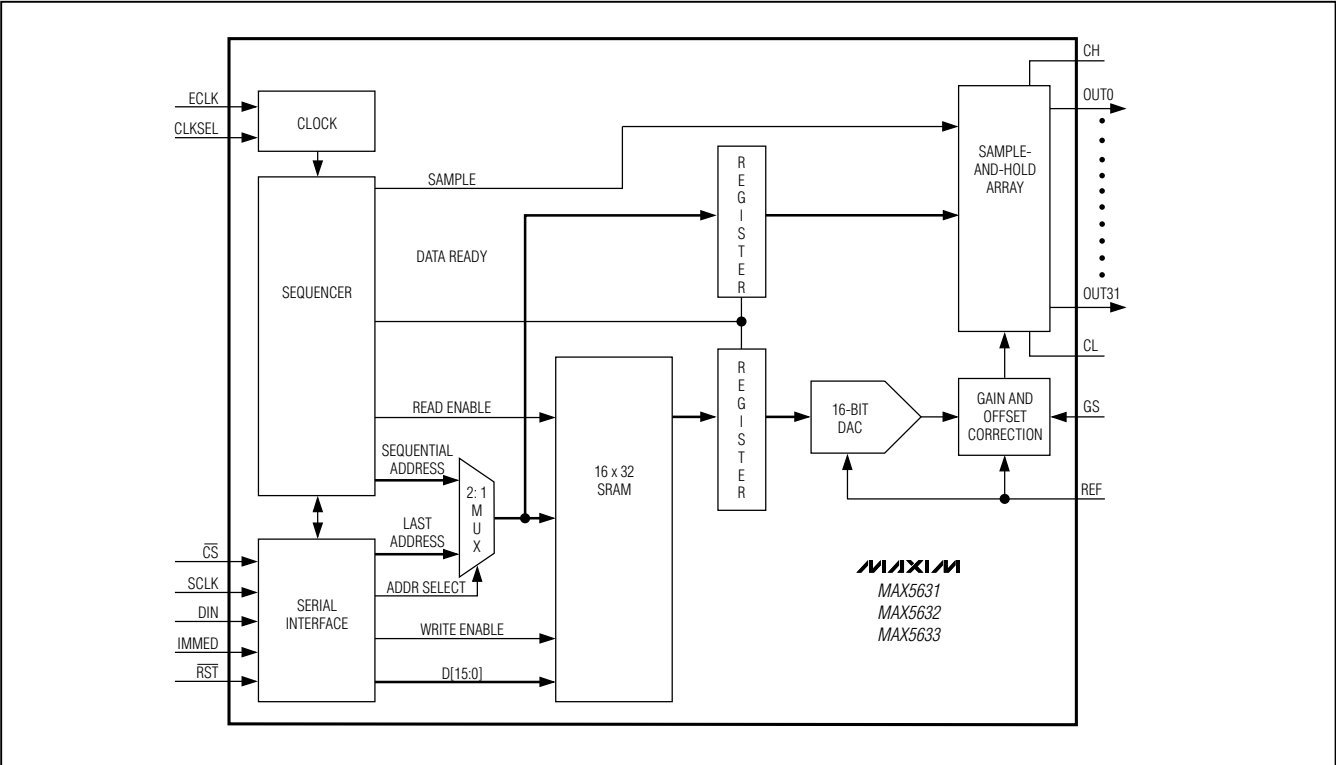 CH
ECLK
OUT0
CLOCK
CLKSEL
SAMPLE-
AND-HOLD
ARRAY
REGISTER
SAMPLE
DATA READY
SEQUENCER
OUT31
CL
REGISTER
READ ENABLE
16-BIT
DAC
GAIN AND
OFFSET
CORRECTION
GS
SEQUENTIAL
ADDRESS
16 x 32
SRAM
2: 1
MUX
REF
LAST
ADDRESS
CS
ADDR SELECT
SCLK
SERIAL
INTERFACE
DIN
WRITE ENABLE
IMMED
RST
D[15:0]
MAXIM
MAX5631
MAX5632
MAX5633